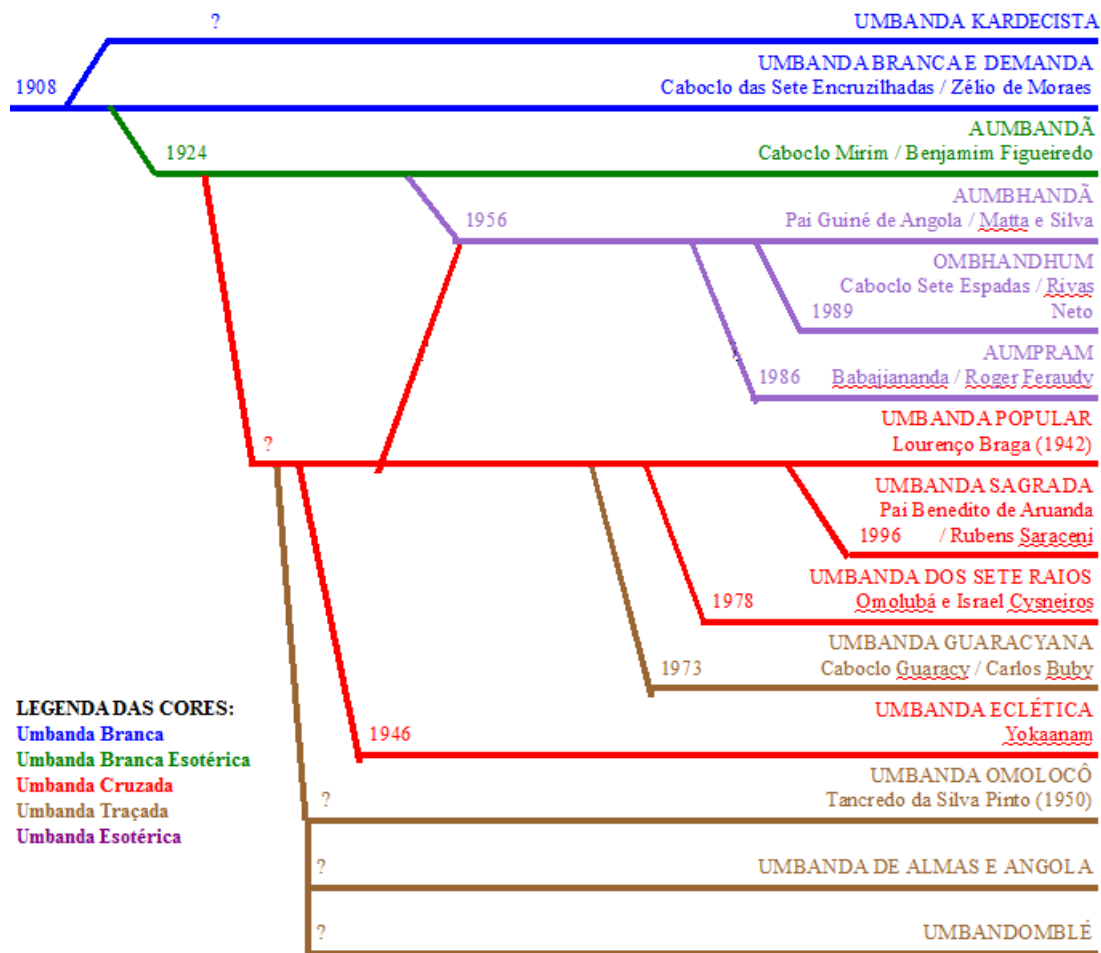 ?
UMBANDA KARDECISTA
UMBANDA BRANCA E DEMANDA
1908
Caboclo das Sete Encruzilhadas / Zélio de Moraes
AUMBANDÃ
1924
Caboclo Mirim / Benjamim Figueiredo
AUMBHANDÃ
1956
Pai Guiné de Angola / Matta e Silva
OMBHANDHUM
Caboclo Sete Espadas / Rivas
1989
Neto
AUMPRAM
1986
Babajiananda / Roger Feraudy
UMBANDA POPULAR
?
Lourenço Braga (1942)
UMBANDA SAGRADA
Pai Benedito de Aruanda
1996
/ Rubens Saraceni
UMBANDA DOS SETE RAIOS
1978
Omolubá e Israel Cysneiros
UMBANDA GUARACYANA
1973
Caboclo Guaracy / Carlos Buby
UMBANDA ECLÉTICA
1946
Yokaanam
UMBANDA OMOLOCÔ
?
Tancredo da Silva Pinto (1950)
?
UMBANDA DE ALMAS E ANGOLA
?
UMBANDOMBLÉ
LEGENDA DAS CORES:
Umbanda Branca
Umbanda Branca Esotérica
Umbanda Cruzada
Umbanda Traçada
Umbanda Esotérica